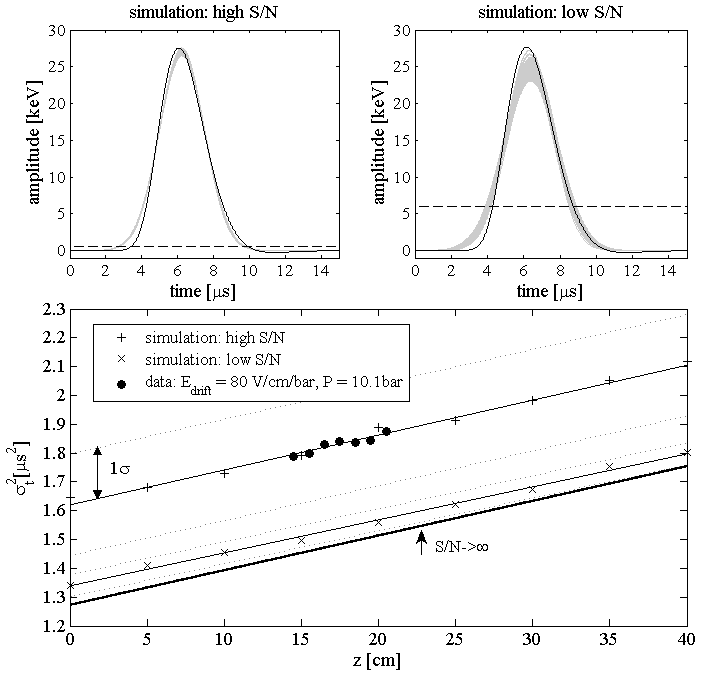 simulation: high S/N
simulation: low S/N
30
25
20
15
10
5
0
amplitude [keV]
0 2 4 6 8 10 12 14
time [μs]
30
25
20
15
10
5
0
amplitude [keV]
0 2 4 6 8 10 12 14
time [μs]
2.3
2.2
2.1
2
1.9
1.8
1.7
1.6
1.5
1.4
1.3
1.2
σt²[μs²]
+ simulation: high S/N
× simulation: low S/N
● data: Edrift = 80 V/cm/bar, P = 10.1bar
1σ
S/N->∞
0 5 10 15 20 25 30 35 40
z [cm]